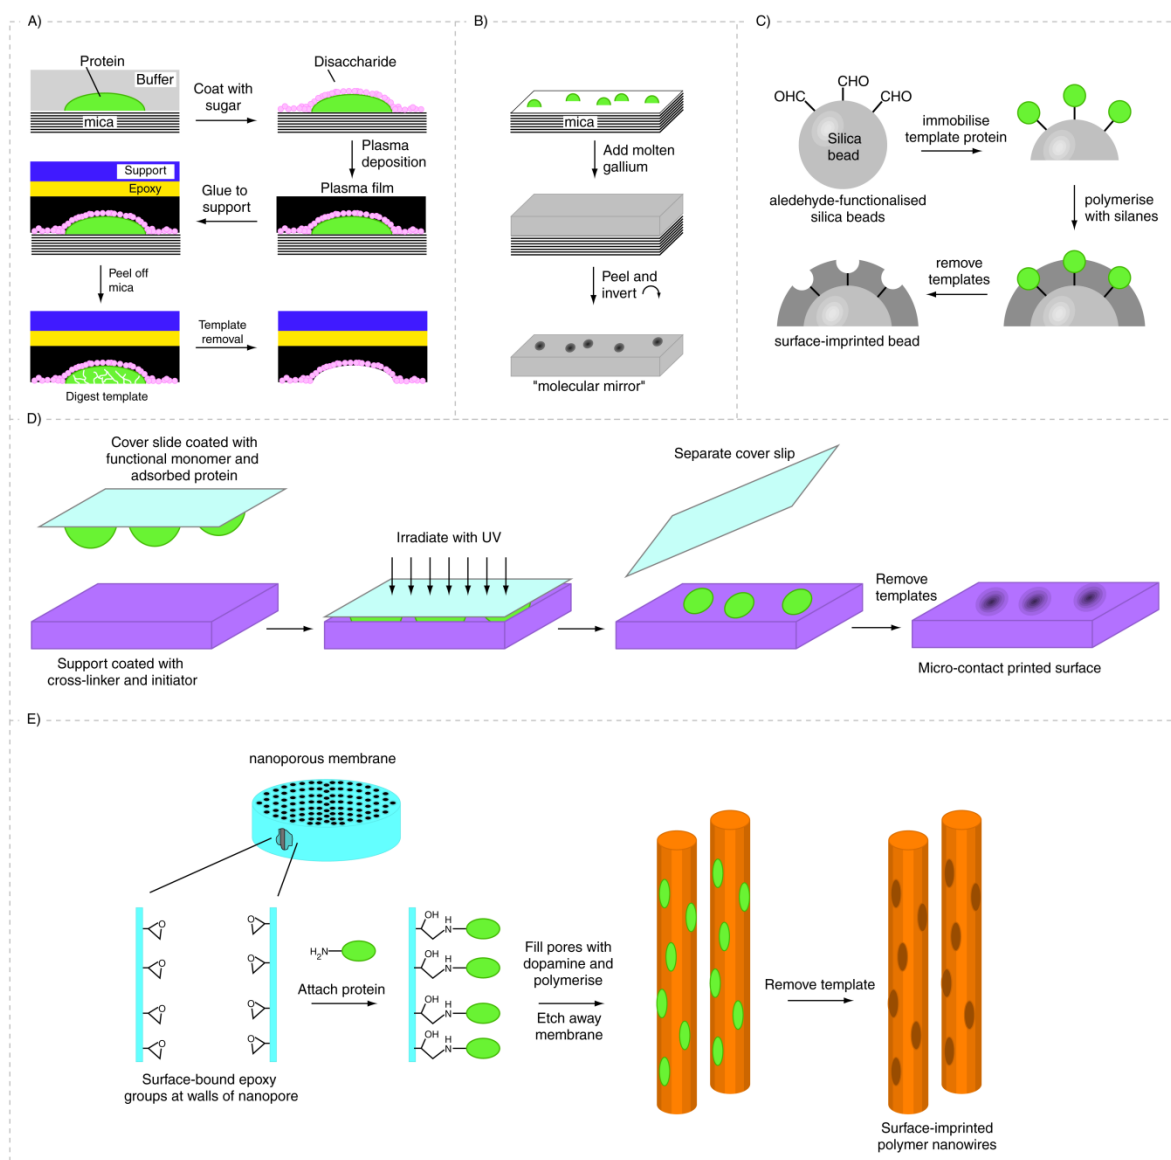 A)
Protein
Buffer
mica
Coat with
sugar
Disaccharide
Plasma
deposition
Plasma film
Support
Epoxy
Glue to
support
Peel off
mica
Template
removal
Digest template
B)
mica
Add molten
gallium
Peel and
invert
"molecular mirror"
C)
CHO
OHC
CHO
Silica
bead
aledehyde-functionalised
silica beads
immobilise
template protein
polymerise
with silanes
remove
templates
surface-imprinted bead
D)
Cover slide coated with
functional monomer and
adsorbed protein
Support coated with
cross-linker and initiator
Irradiate with UV
Separate cover slip
Remove
templates
Micro-contact printed surface
E)
nanoporous membrane
O
O
O
O
O
O
O
O
Surface-bound epoxy
groups at walls of nanopore
H₂N
Attach protein
OH
H
N
OH
H
N
OH
H
N
OH
H
N
Fill pores with
dopamine and
polymerise
Etch away
membrane
Remove template
Surface-imprinted
polymer nanowires